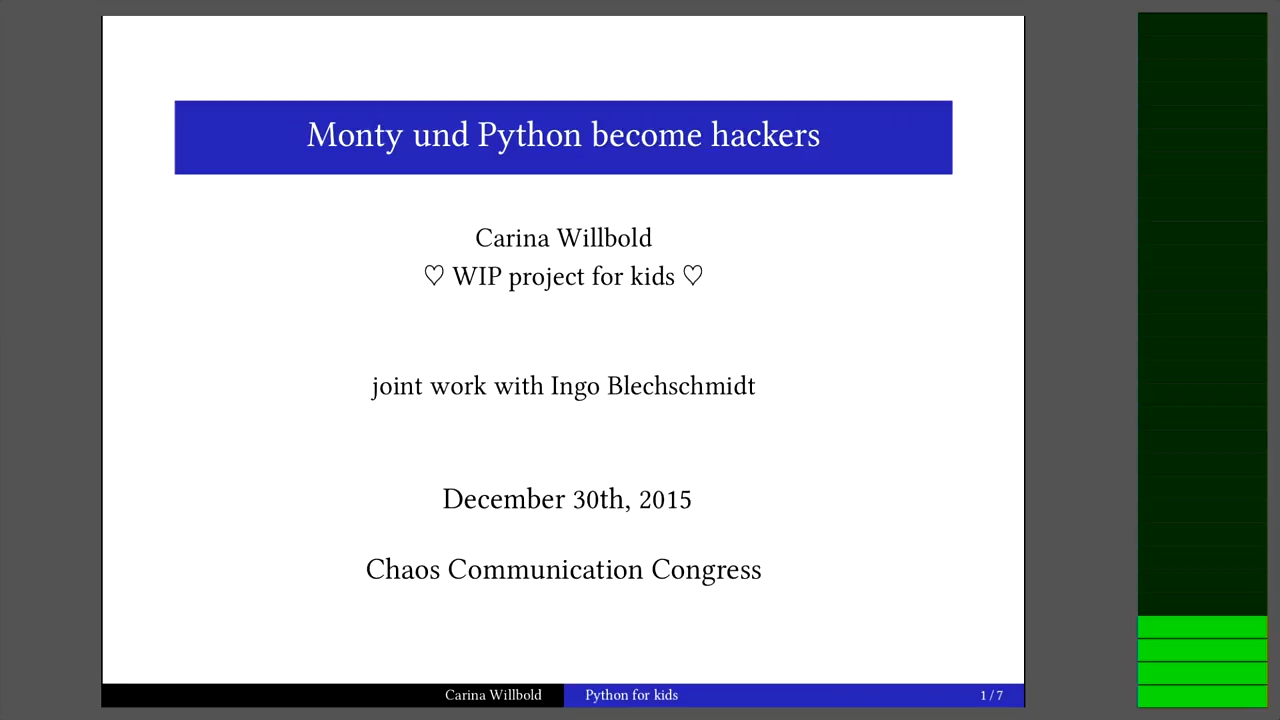 Monty und Python become hackers
Carina Willbold
♡ WIP project for kids ♡
joint work with Ingo Blechschmidt
December 30th, 2015
Chaos Communication Congress
Carina Willbold
Python for kids
1 / 7